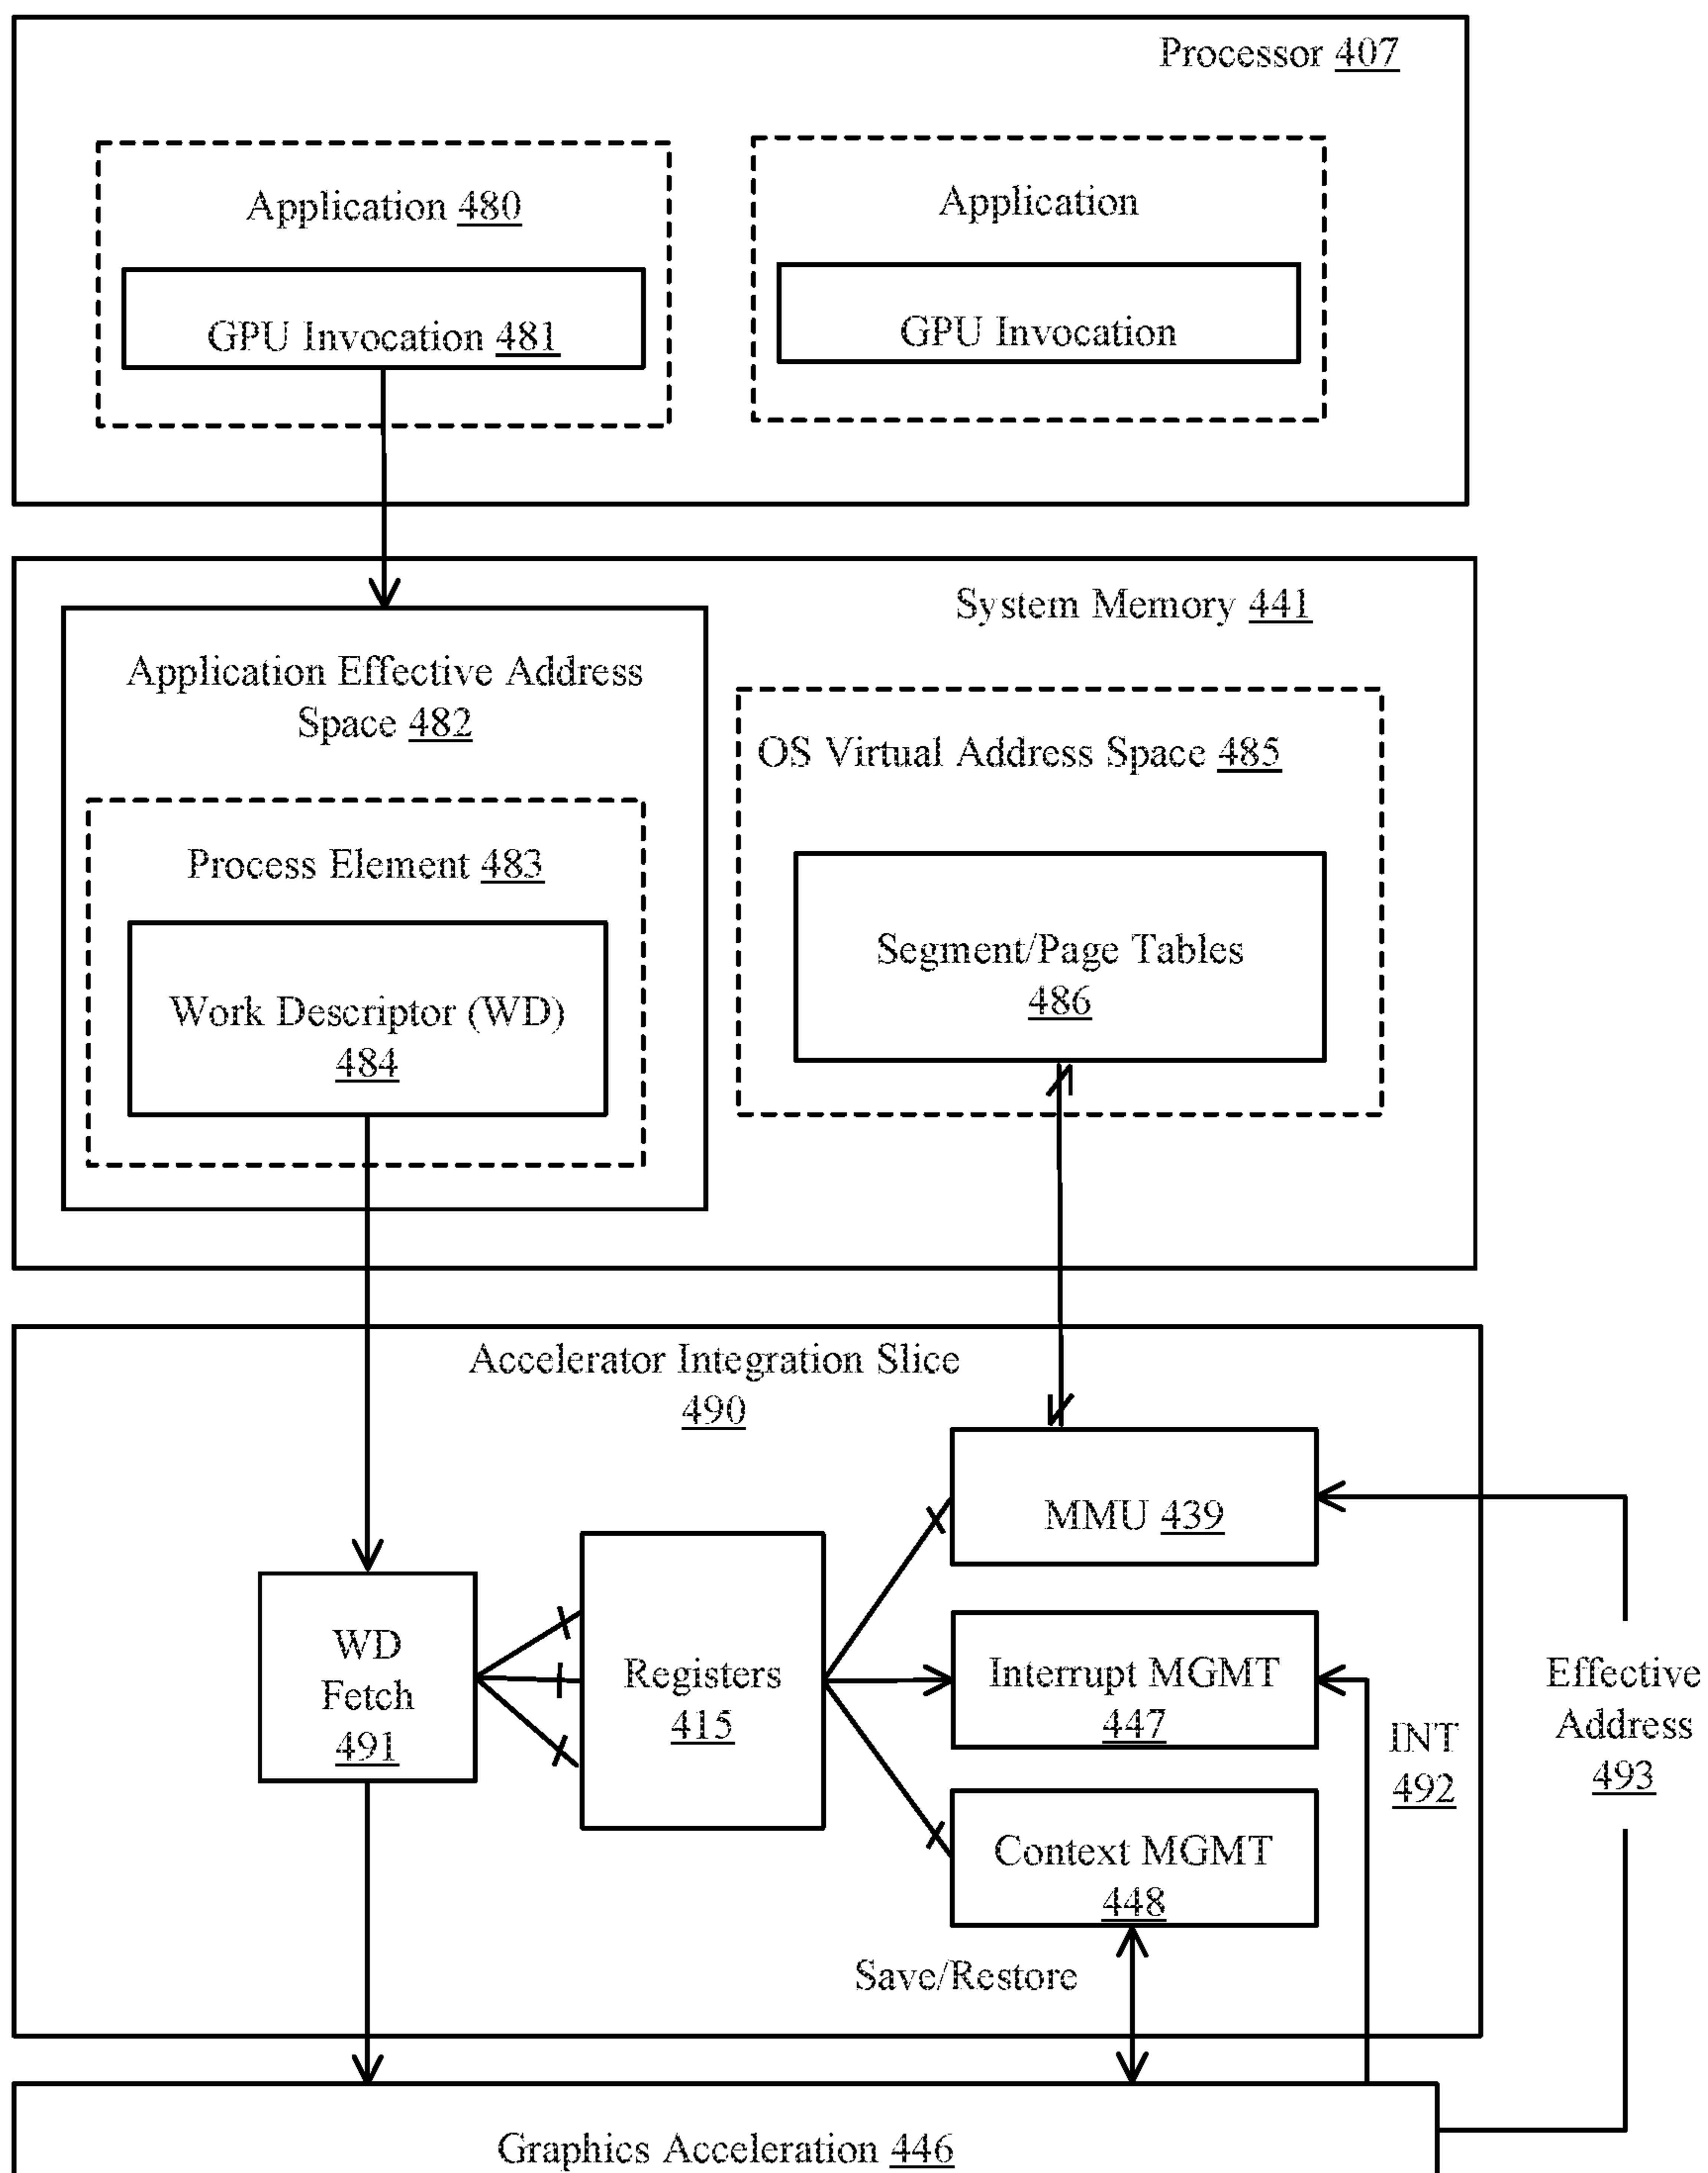 Processor 407
Application 480
GPU Invocation 481
Application
GPU Invocation
System Memory 441
Application Effective Address
Space 482
Process Element 483
Work Descriptor (WD)
484
OS Virtual Address Space 485
Segment/Page Tables
486
Accelerator Integration Slice
490
WD
Fetch
491
Registers
415
MMU 439
Interrupt MGMT
447
Context MGMT
448
Save/Restore
INT
492
Effective
Address
493
Graphics Acceleration 446